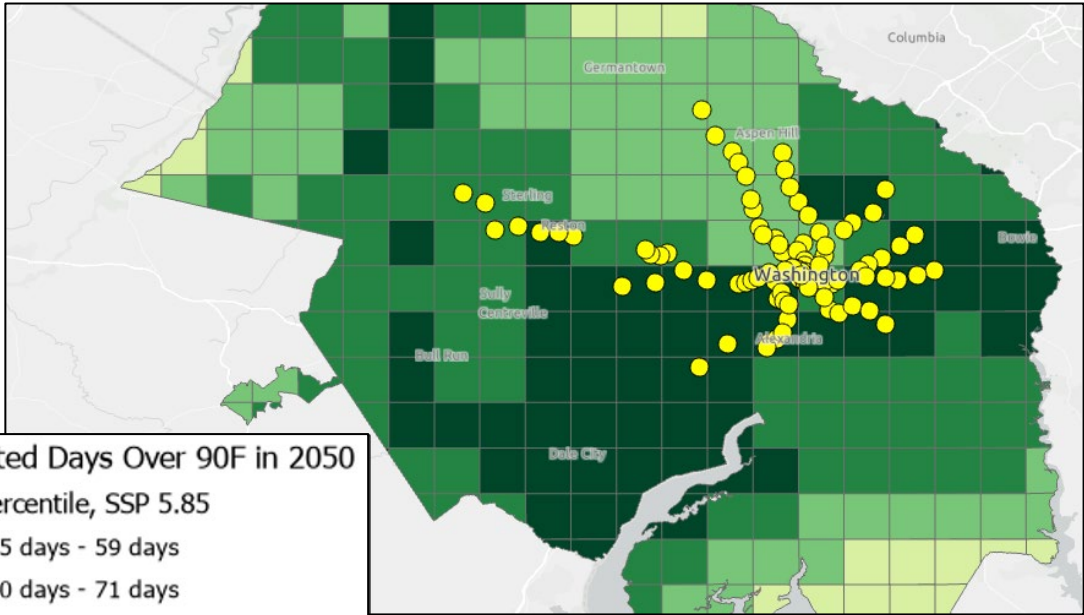 Columbia
Germantown
Aspen Hill
Sterling
Reston
Bowie
Washington
Sully
Centreville
Alexandria
Bull Run
Dale City
ted Days Over 90F in 2050
ercentile, SSP 5.85
5 days - 59 days
0 days - 71 days